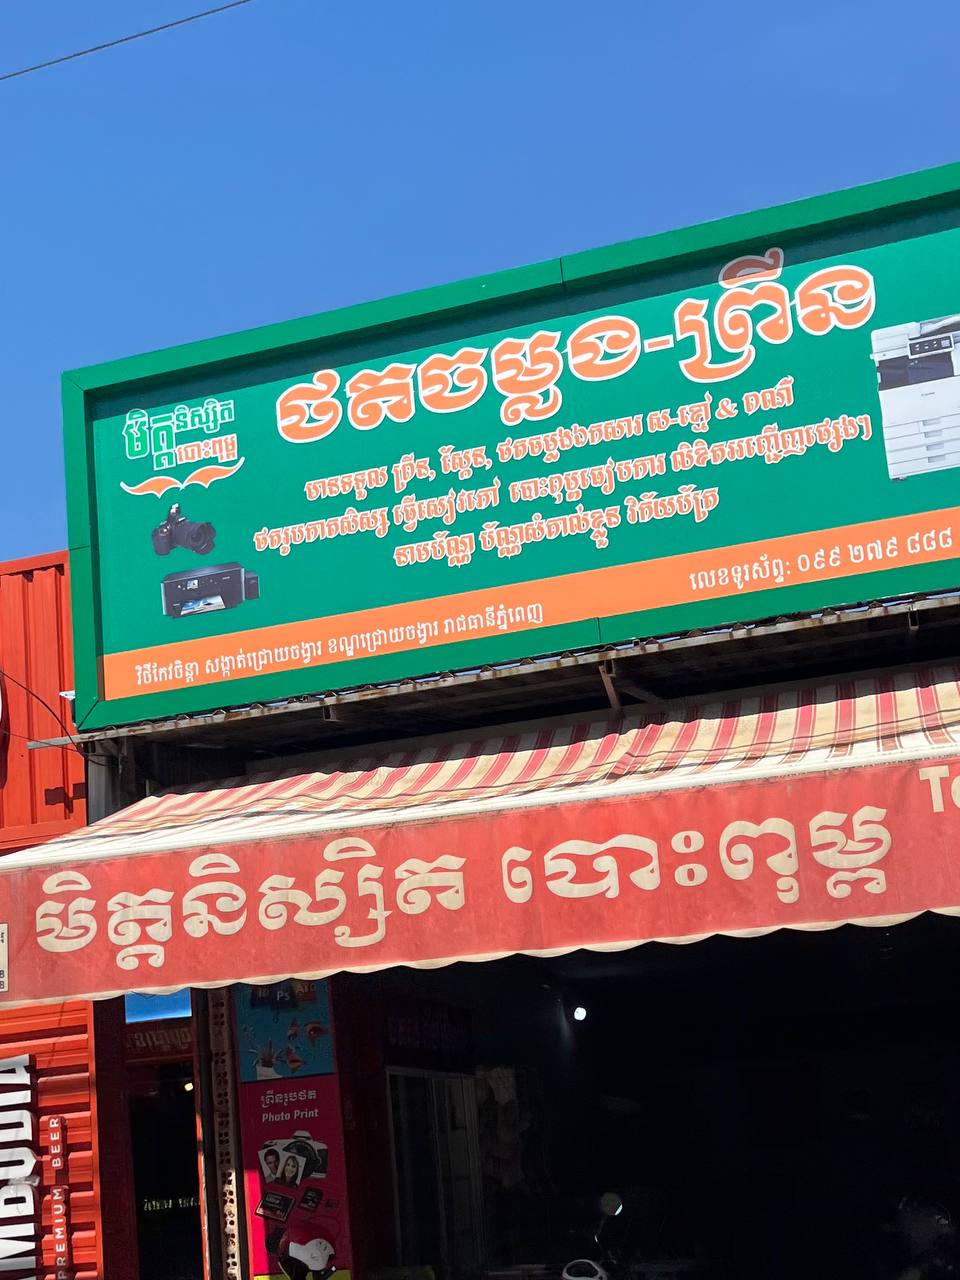 មិត្តនិស្សិត
បោះពុម្ព
ថតចម្លង-ព្រីន
មានទទួល ព្រីន, ស្កែន, ថតចម្លងឯកសារ ស-ខ្មៅ & ពណ៌
ថតរូបកាតសិស្ស ធ្វើសៀវភៅ បោះពុម្ពធៀបការ លិខិតអញ្ជើញផ្សេងៗ
នាមប័ណ្ណ ប័ណ្ណសំគាល់ខ្លួន វិក័យប័ត្រ
លេខទូរស័ព្ទ: ០៩៩ ២៧៩ ៨៨៨
វិថីកែវចិន្តា សង្កាត់ជ្រោយចង្វារ ខណ្ឌជ្រោយចង្វារ រាជធានីភ្នំពេញ
មិត្តនិស្សិត បោះពុម្ព
Ps
ព្រីនរូបថត
Photo Print
PREMIUM BEER